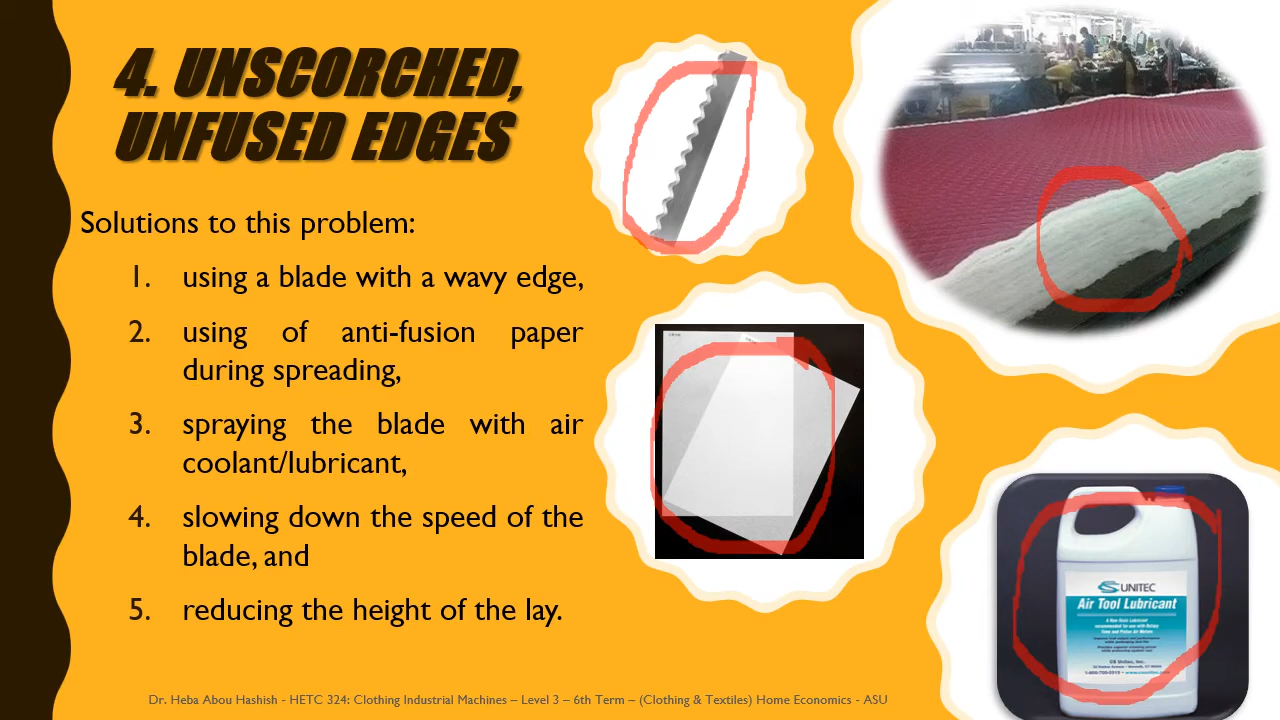 4. UNSCORCHED,
UNFUSED EDGES
Solutions to this problem:
1. using a blade with a wavy edge,
2. using of anti-fusion paper
during spreading,
3. spraying the blade with air
coolant/lubricant,
4. slowing down the speed of the
blade, and
5. reducing the height of the lay.
UNITEC
Air Tool Lubricant
CS Unitec, Inc.
Dr. Heba Abou Hashish - HETC 324: Clothing Industrial Machines – Level 3 – 6th Term – (Clothing & Textiles) Home Economics - ASU